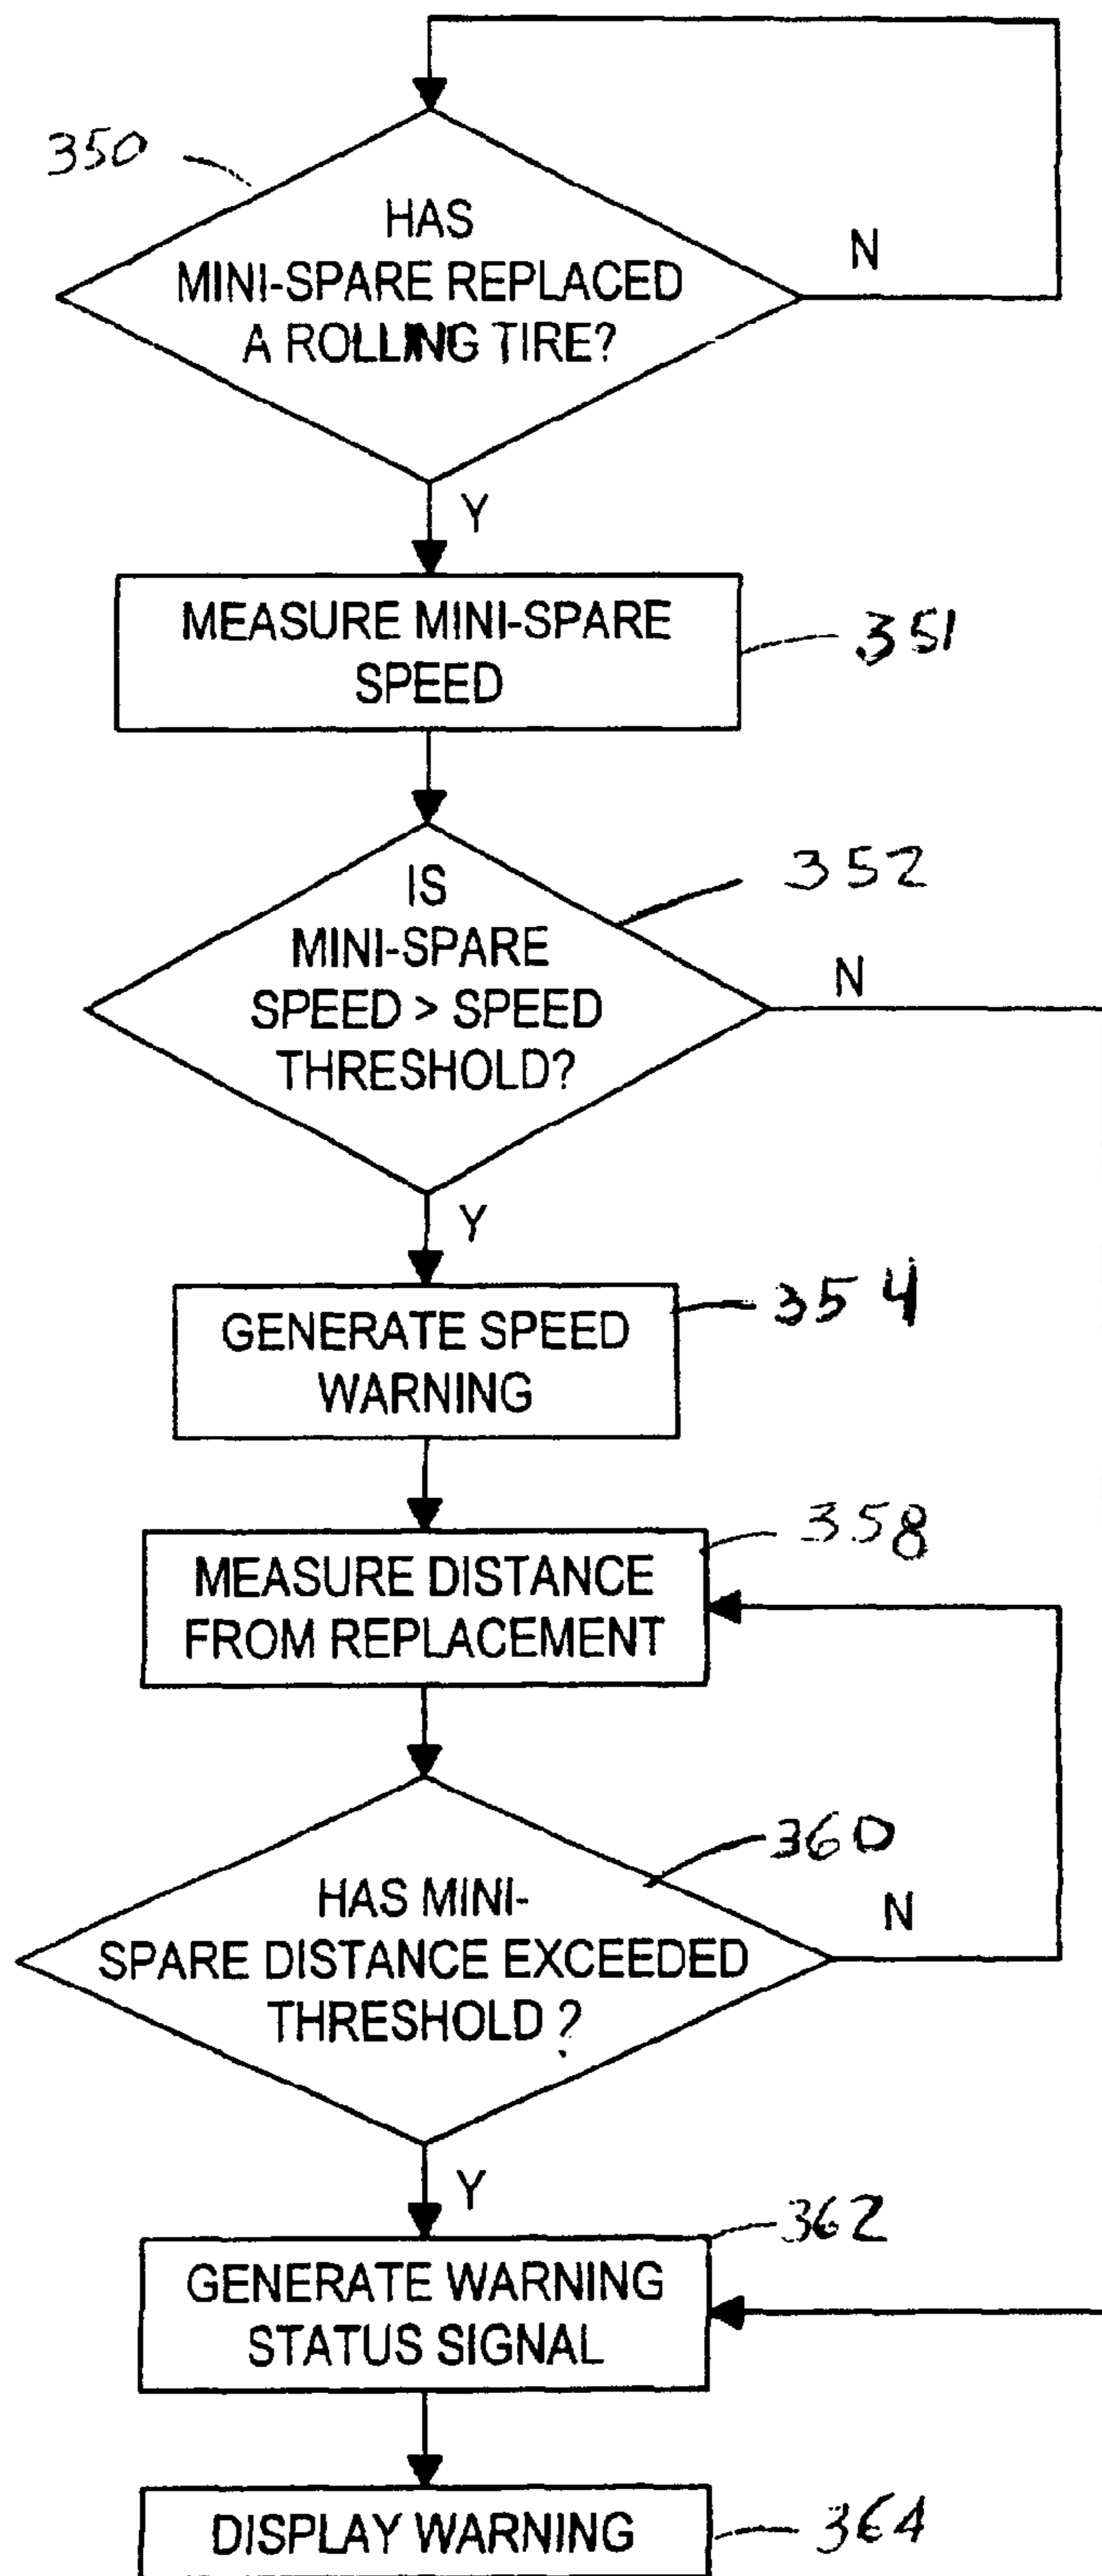 350
HAS
MINI-SPARE REPLACED
A ROLLING TIRE?
N
Y
MEASURE MINI-SPARE
SPEED
351
352
IS
MINI-SPARE
SPEED > SPEED
THRESHOLD?
N
Y
GENERATE SPEED
WARNING
354
MEASURE DISTANCE
FROM REPLACEMENT
358
360
HAS MINI-
SPARE DISTANCE EXCEEDED
THRESHOLD ?
N
Y
GENERATE WARNING
STATUS SIGNAL
362
DISPLAY WARNING
364